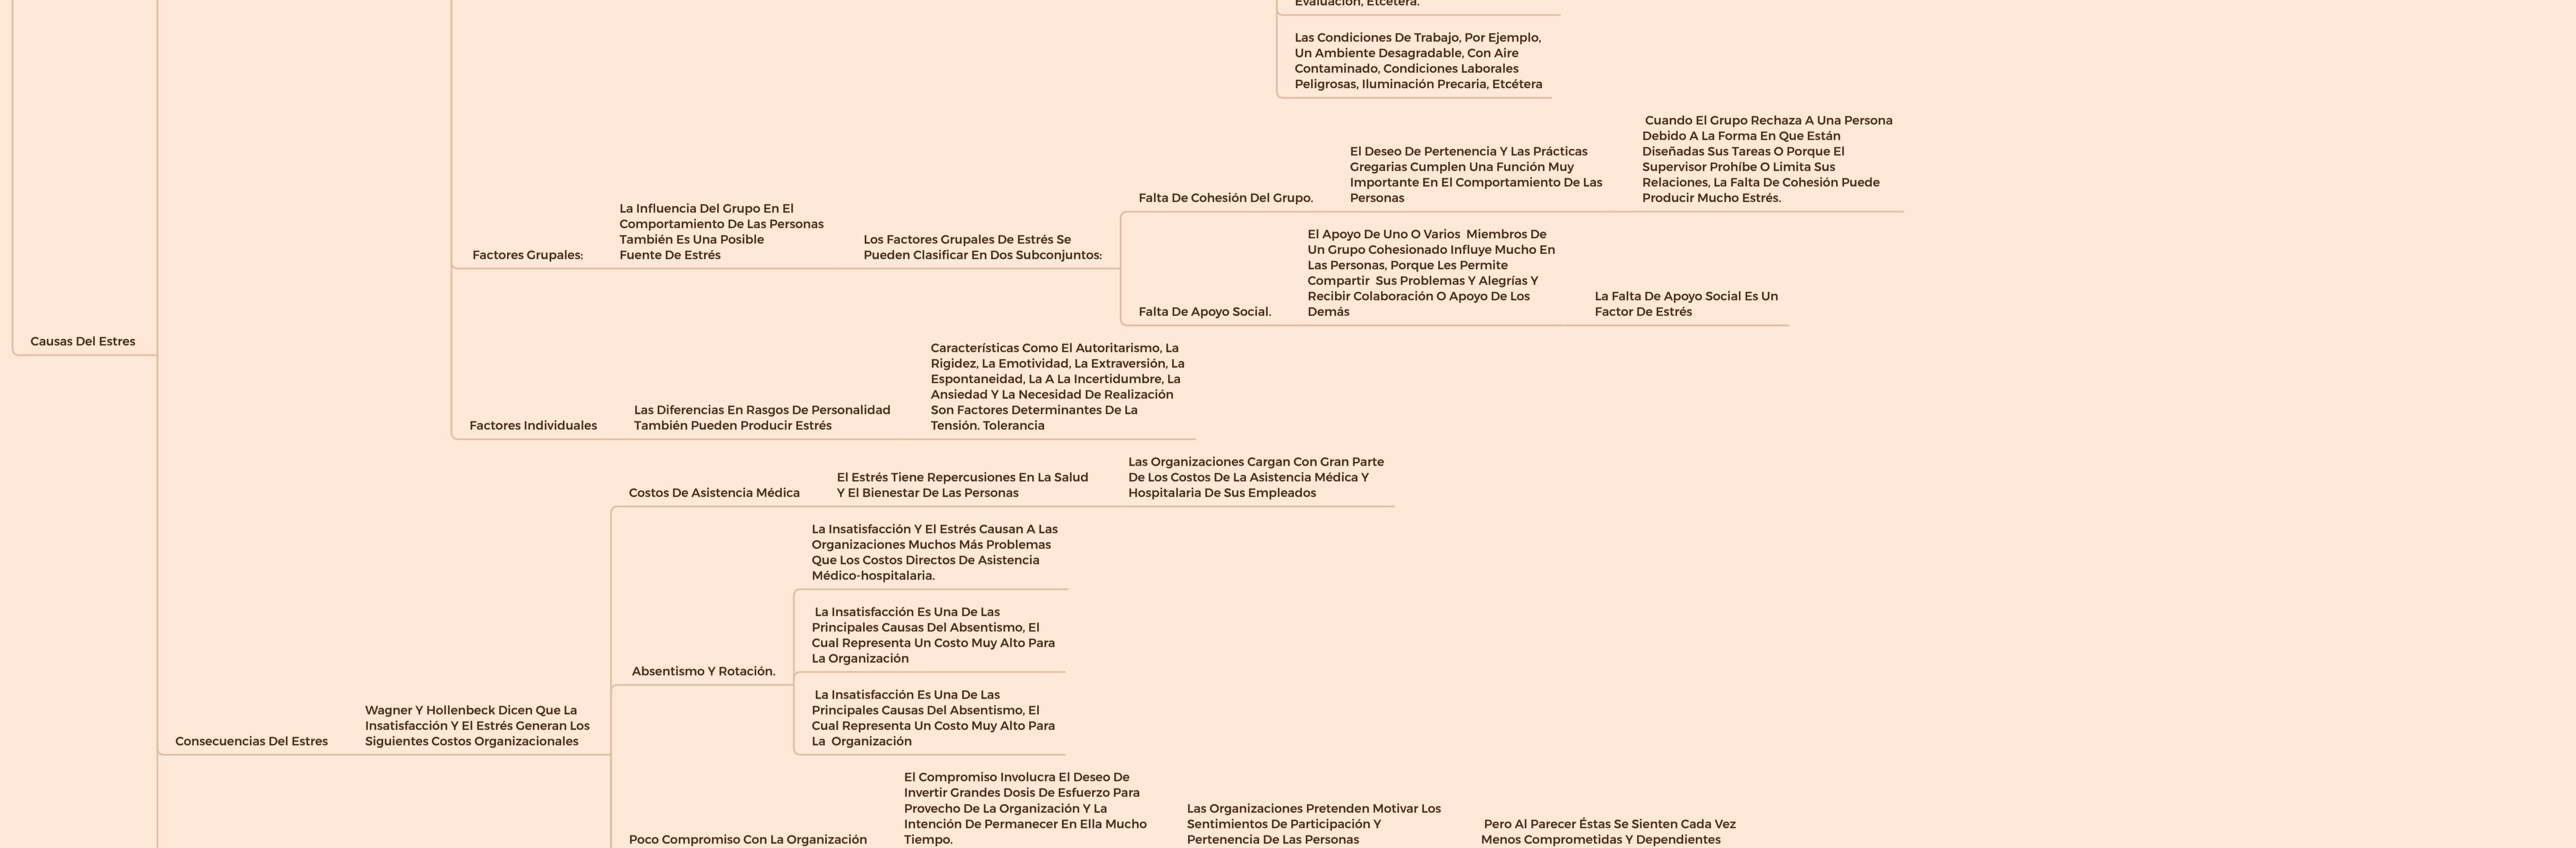 Evaluación, Etcétera.
Las Condiciones De Trabajo, Por Ejemplo,
Un Ambiente Desagradable, Con Aire
Contaminado, Condiciones Laborales
Peligrosas, Iluminación Precaria, Etcétera
Causas Del Estres
Factores Grupales:
La Influencia Del Grupo En El
Comportamiento De Las Personas
También Es Una Posible
Fuente De Estrés
Los Factores Grupales De Estrés Se
Pueden Clasificar En Dos Subconjuntos:
Falta De Cohesión Del Grupo.
El Deseo De Pertenencia Y Las Prácticas
Gregarias Cumplen Una Función Muy
Importante En El Comportamiento De Las
Personas
Cuando El Grupo Rechaza A Una Persona
Debido A La Forma En Que Están
Diseñadas Sus Tareas O Porque El
Supervisor Prohíbe O Limita Sus
Relaciones, La Falta De Cohesión Puede
Producir Mucho Estrés.
Falta De Apoyo Social.
El Apoyo De Uno O Varios  Miembros De
Un Grupo Cohesionado Influye Mucho En
Las Personas, Porque Les Permite
Compartir  Sus Problemas Y Alegrías Y
Recibir Colaboración O Apoyo De Los
Demás
La Falta De Apoyo Social Es Un
Factor De Estrés
Factores Individuales
Las Diferencias En Rasgos De Personalidad
También Pueden Producir Estrés
Características Como El Autoritarismo, La
Rigidez, La Emotividad, La Extraversión, La
Espontaneidad, La A La Incertidumbre, La
Ansiedad Y La Necesidad De Realización
Son Factores Determinantes De La
Tensión. Tolerancia
Consecuencias Del Estres
Wagner Y Hollenbeck Dicen Que La
Insatisfacción Y El Estrés Generan Los
Siguientes Costos Organizacionales
Costos De Asistencia Médica
El Estrés Tiene Repercusiones En La Salud
Y El Bienestar De Las Personas
Las Organizaciones Cargan Con Gran Parte
De Los Costos De La Asistencia Médica Y
Hospitalaria De Sus Empleados
Absentismo Y Rotación.
La Insatisfacción Y El Estrés Causan A Las
Organizaciones Muchos Más Problemas
Que Los Costos Directos De Asistencia
Médico-hospitalaria.
La Insatisfacción Es Una De Las
Principales Causas Del Absentismo, El
Cual Representa Un Costo Muy Alto Para
La Organización
La Insatisfacción Es Una De Las
Principales Causas Del Absentismo, El
Cual Representa Un Costo Muy Alto Para
La  Organización
Poco Compromiso Con La Organización
El Compromiso Involucra El Deseo De
Invertir Grandes Dosis De Esfuerzo Para
Provecho De La Organización Y La
Intención De Permanecer En Ella Mucho
Tiempo.
Las Organizaciones Pretenden Motivar Los
Sentimientos De Participación Y
Pertenencia De Las Personas
Pero Al Parecer Éstas Se Sienten Cada Vez
Menos Comprometidas Y Dependientes